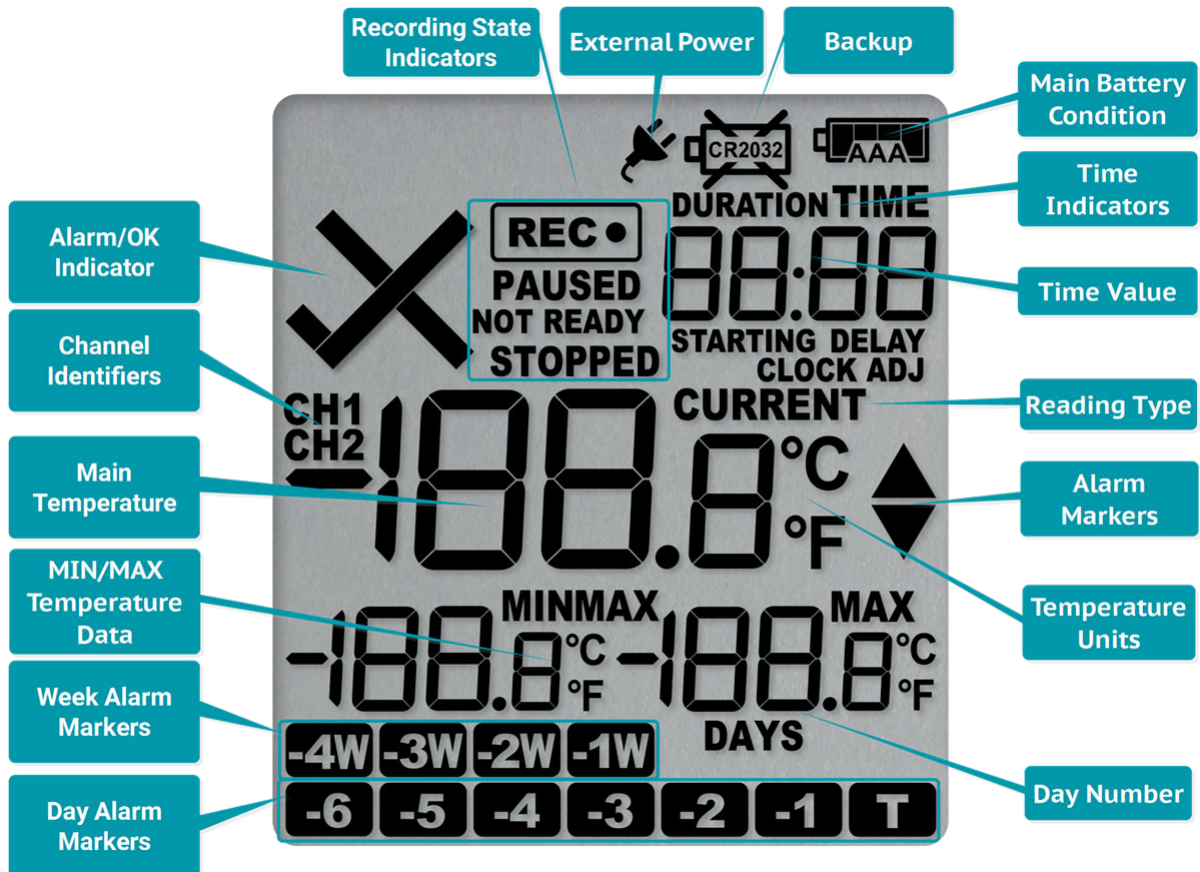 Recording State
Indicators
External Power
Backup
Main Battery
Condition
Time
Indicators
Time Value
Reading Type
Alarm
Markers
Temperature
Units
Day Number
Alarm/OK
Indicator
Channel
Identifiers
Main
Temperature
MIN/MAX
Temperature
Data
Week Alarm
Markers
Day Alarm
Markers
CR2032
AAA
DURATION TIME
REC
PAUSED
NOT READY
STOPPED
88:88
STARTING DELAY
CLOCK ADJ
CH1
CH2
CURRENT
-188.8
°C
°F
MINMAX
MAX
-188.8 °C °F
-188.8 °C °F
DAYS
-4W -3W -2W -1W
-6 -5 -4 -3 -2 -1 T